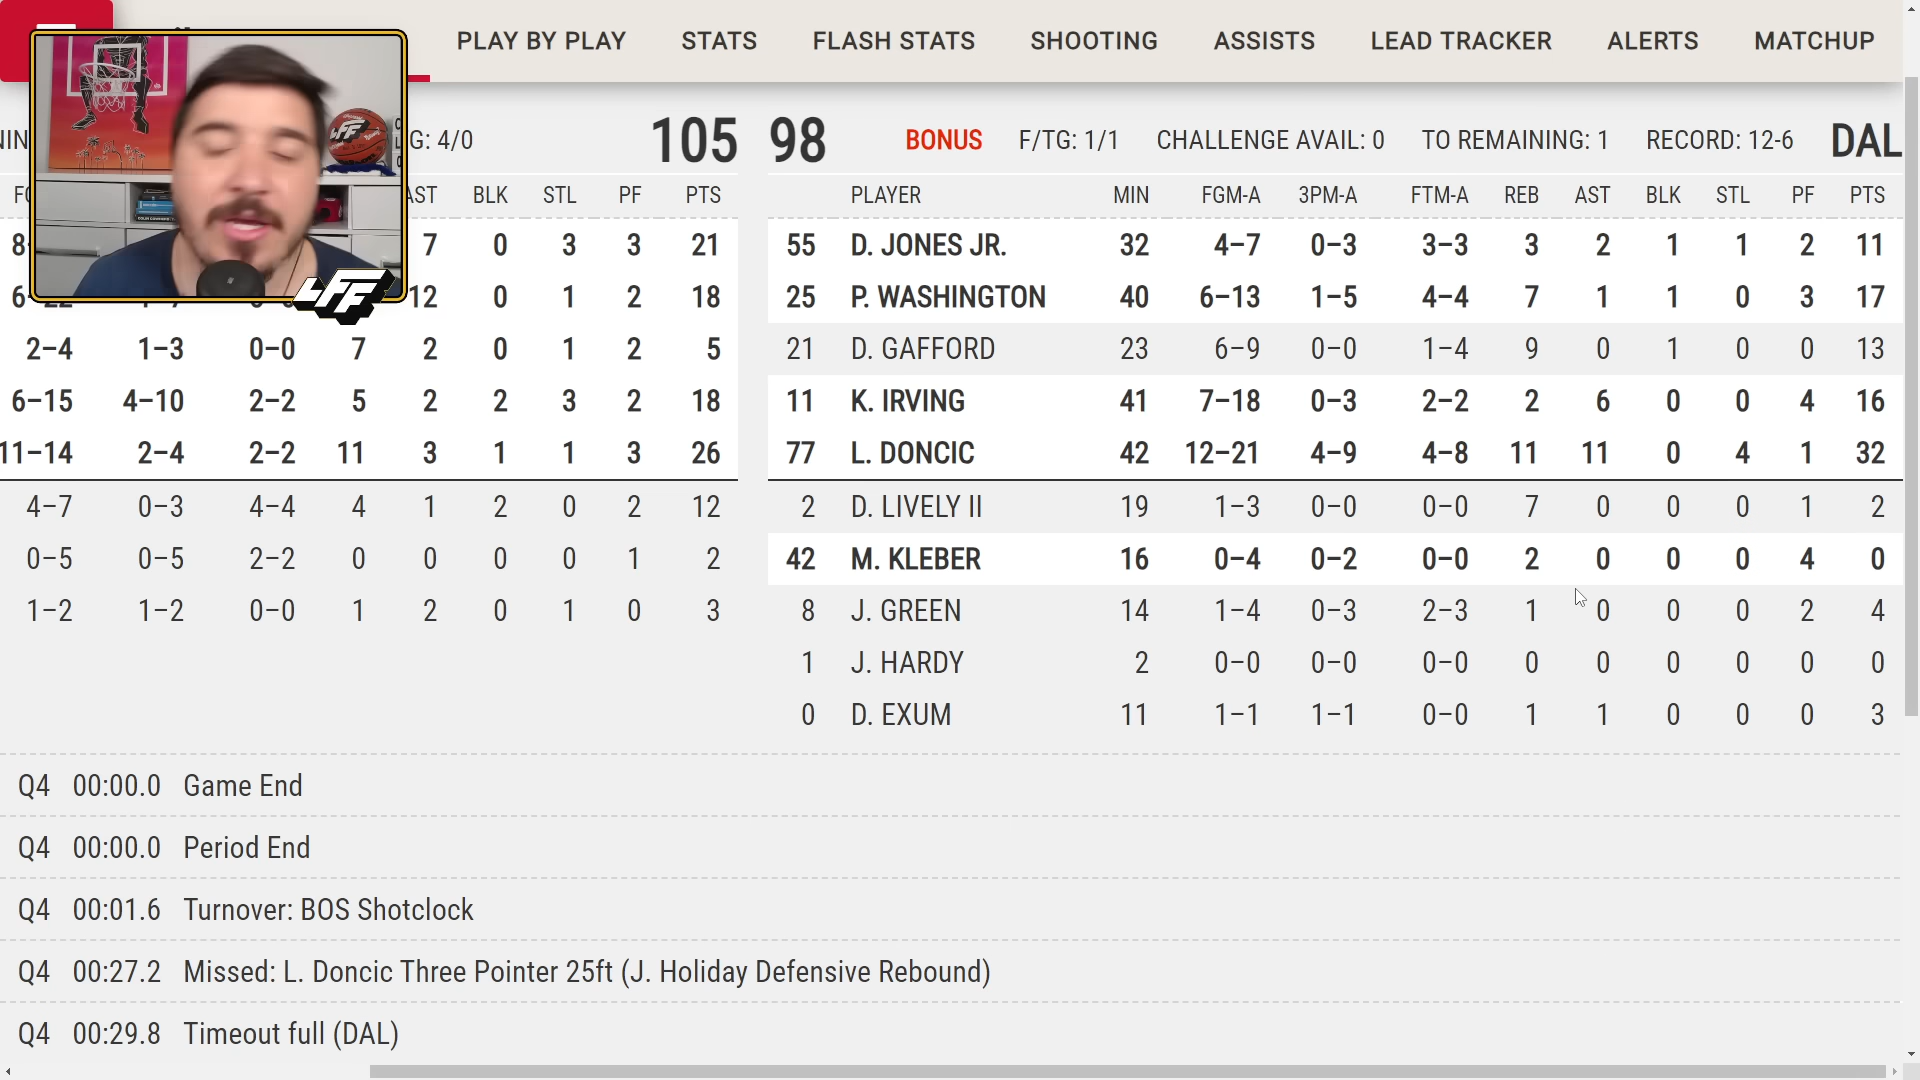 PLAY BY PLAY STATS FLASH STATS SHOOTING ASSISTS LEAD TRACKER ALERTS MATCHUP
G: 4/0 105 98 BONUS F/TG: 1/1 CHALLENGE AVAIL: 0 TO REMAINING: 1 RECORD: 12-6 DAL
AST BLK STL PF PTS PLAYER MIN FGM-A 3PM-A FTM-A REB AST BLK STL PF PTS
7 0 3 3 21 55 D. JONES JR. 32 4-7 0-3 3-3 3 2 1 1 2 11
12 0 1 2 18 25 P. WASHINGTON 40 6-13 1-5 4-4 7 1 1 0 3 17
2-4 1-3 0-0 7 2 0 1 2 5 21 D. GAFFORD 23 6-9 0-0 1-4 9 0 1 0 0 13
6-15 4-10 2-2 5 2 2 3 2 18 11 K. IRVING 41 7-18 0-3 2-2 2 6 0 0 4 16
11-14 2-4 2-2 11 3 1 1 3 26 77 L. DONCIC 42 12-21 4-9 4-8 11 11 0 4 1 32
4-7 0-3 4-4 4 1 2 0 2 12 2 D. LIVELY II 19 1-3 0-0 0-0 7 0 0 0 1 2
0-5 0-5 2-2 0 0 0 0 1 2 42 M. KLEBER 16 0-4 0-2 0-0 2 0 0 0 4 0
1-2 1-2 0-0 1 2 0 1 0 3 8 J. GREEN 14 1-4 0-3 2-3 1 0 0 0 2 4
1 J. HARDY 2 0-0 0-0 0-0 0 0 0 0 0 0
0 D. EXUM 11 1-1 1-1 0-0 1 1 0 0 0 3
Q4 00:00.0 Game End
Q4 00:00.0 Period End
Q4 00:01.6 Turnover: BOS Shotclock
Q4 00:27.2 Missed: L. Doncic Three Pointer 25ft (J. Holiday Defensive Rebound)
Q4 00:29.8 Timeout full (DAL)